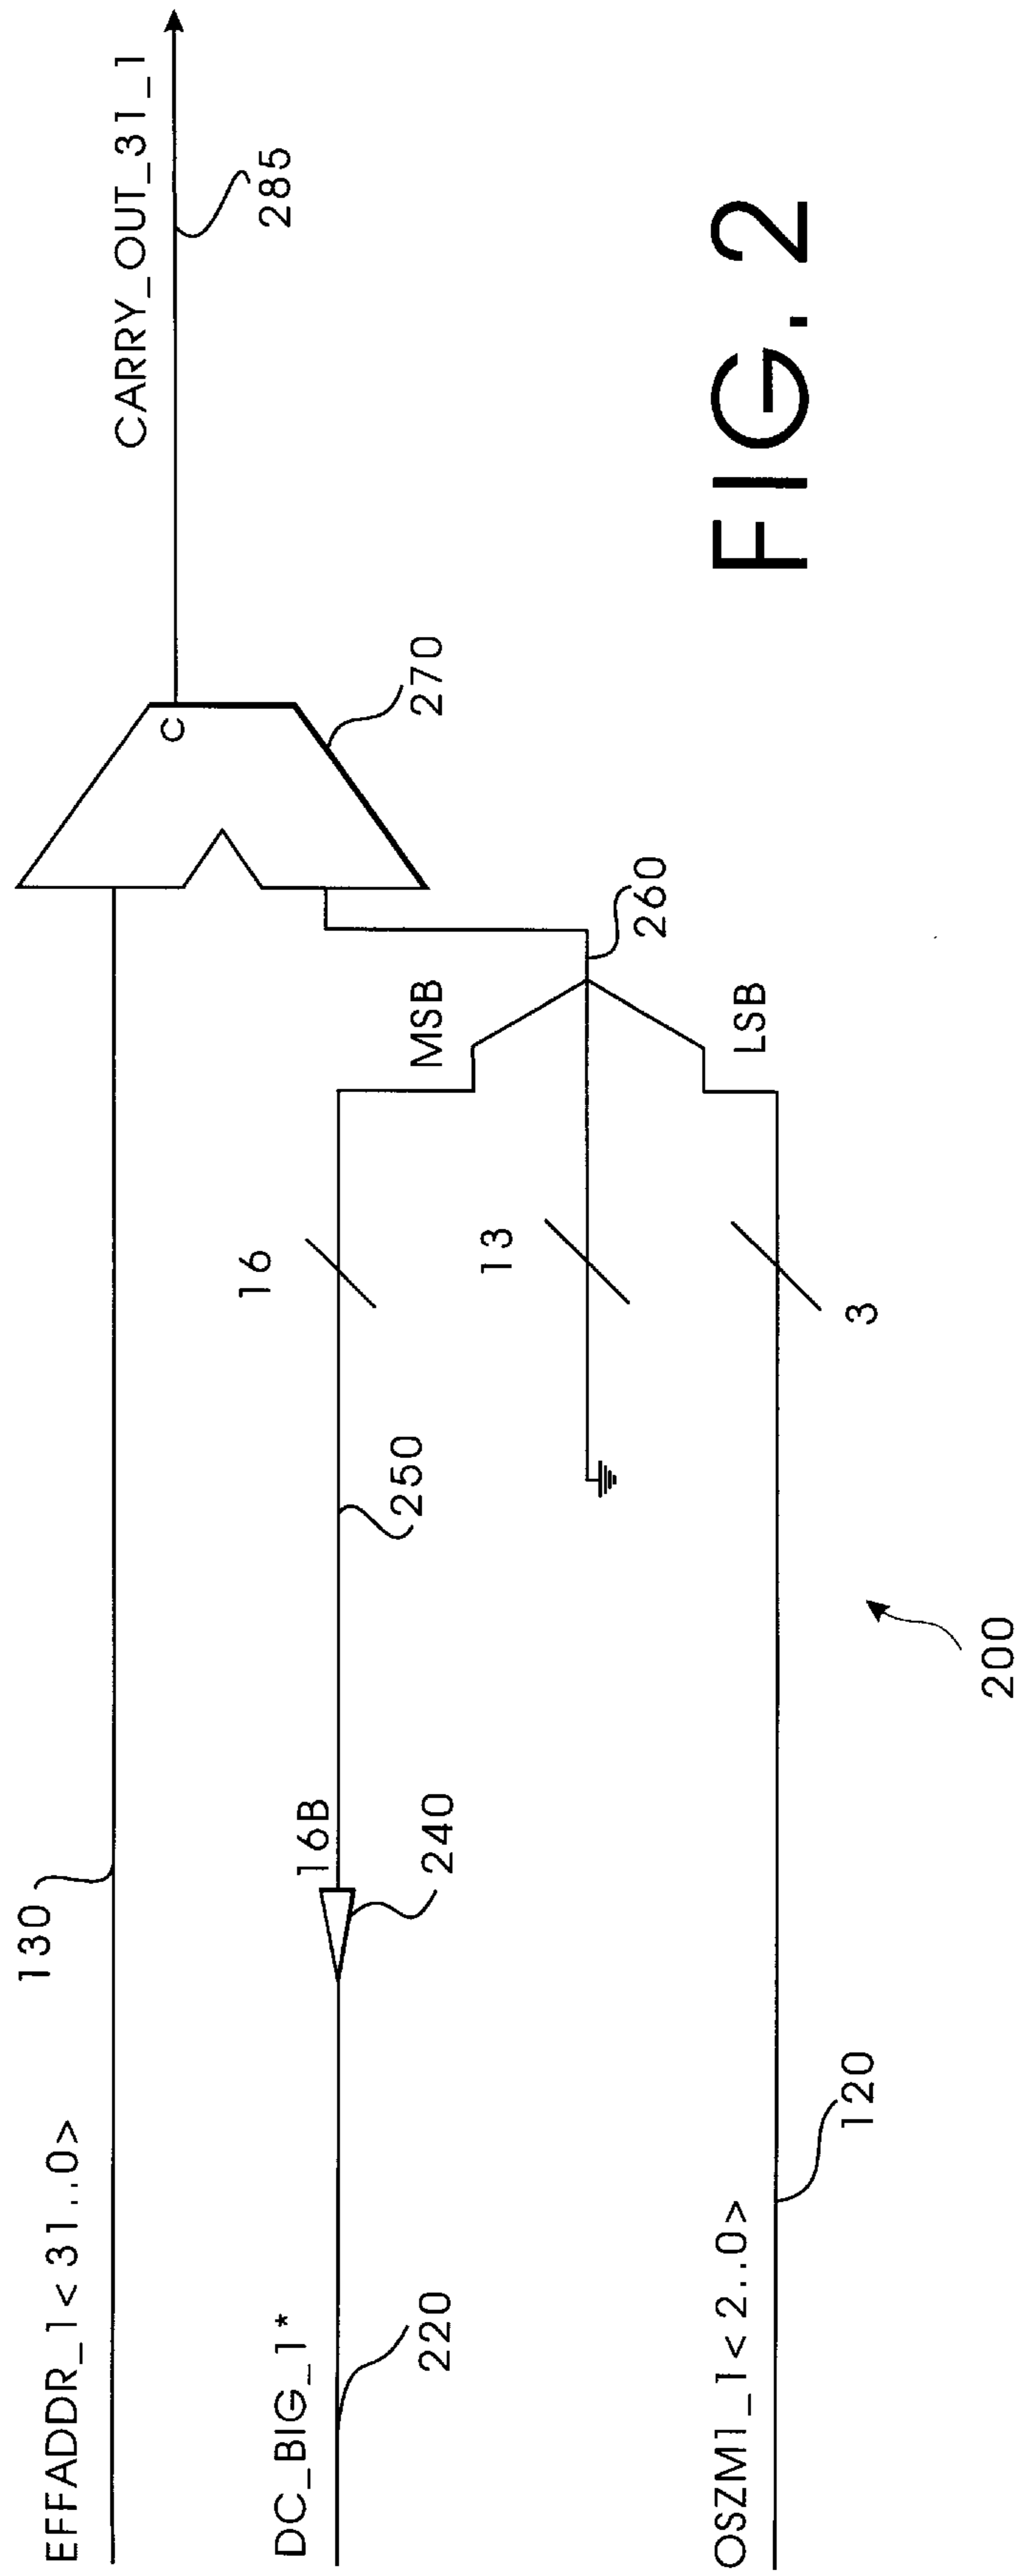 EFFADDR_1<31..0>
130
CARRY_OUT_31_1
285
C
270
DC_BIG_1*
220
16B
240
250
16
MSB
260
13
LSB
3
OSZM1_1<2..0>
120
200
FIG. 2